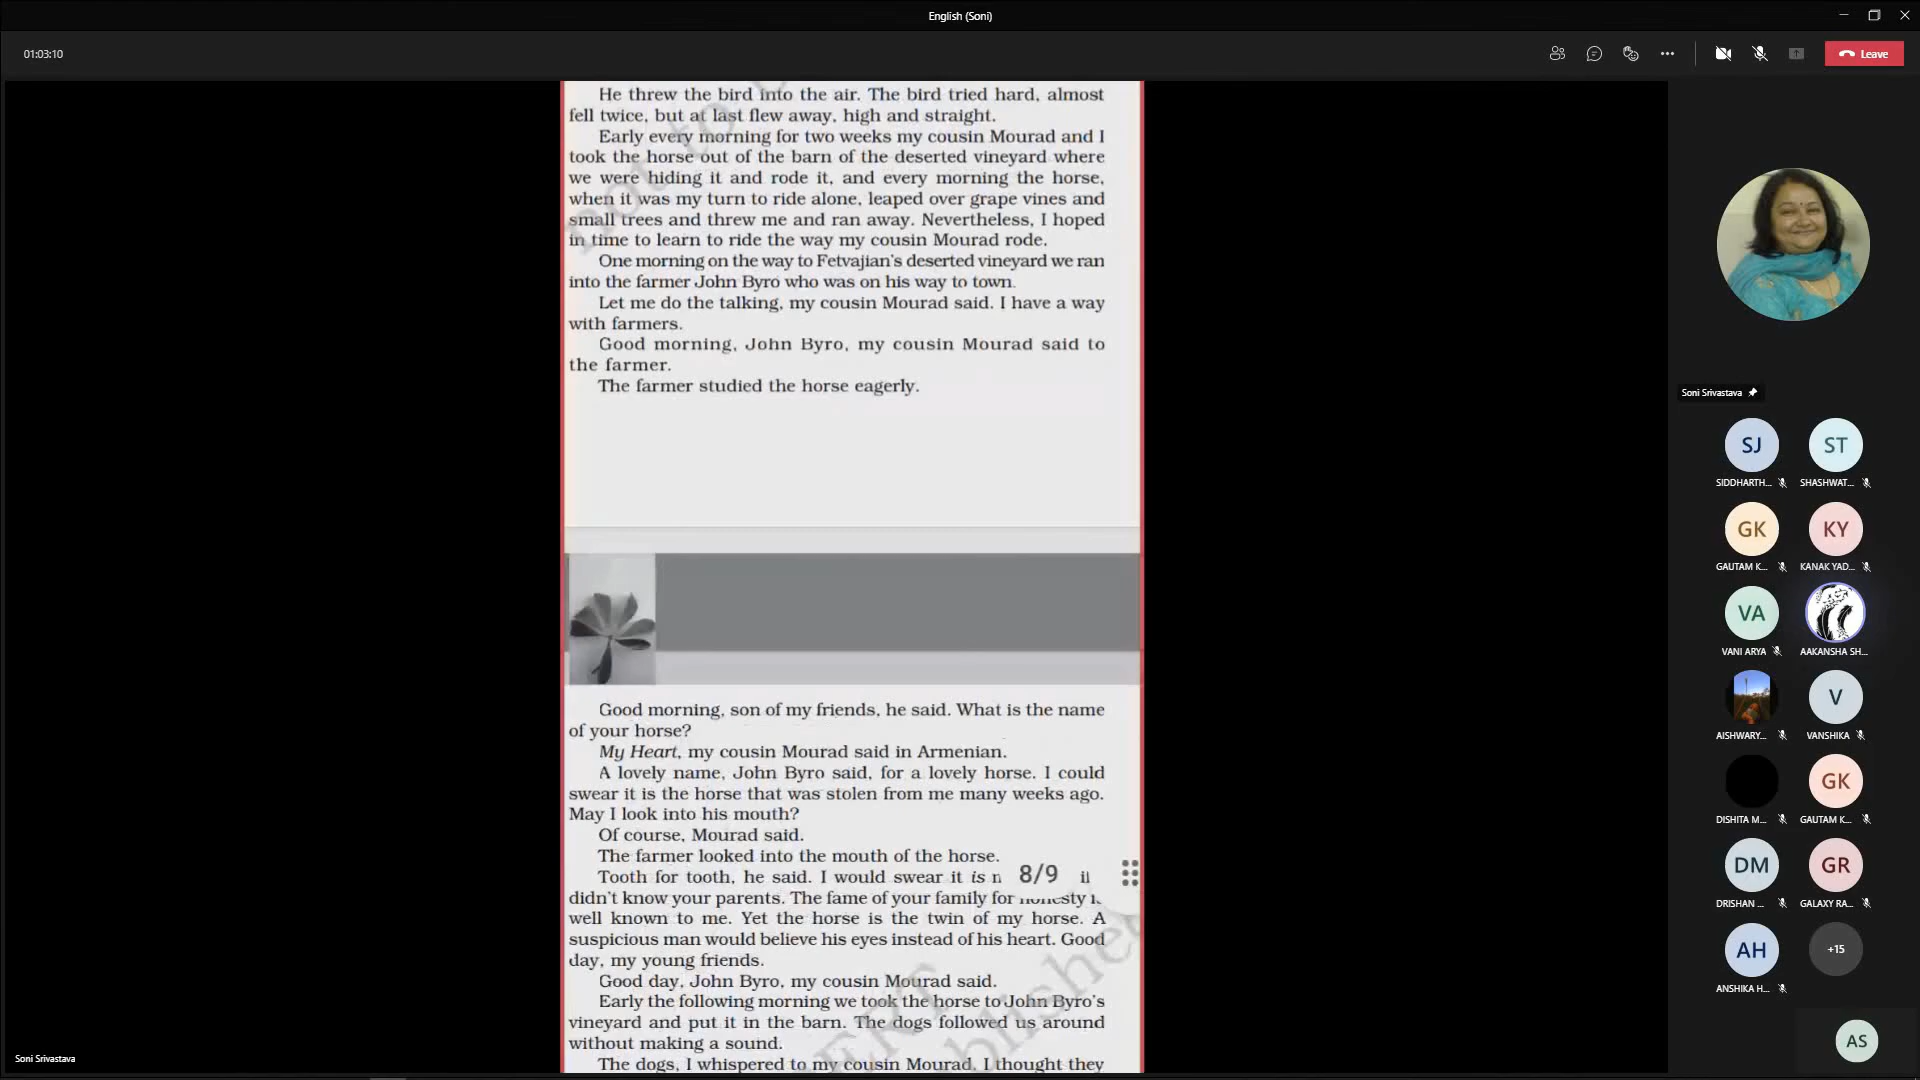 English (Soni)
01:03:10
Leave
He threw the bird into the air. The bird tried hard, almost
fell twice, but at last flew away, high and straight.
Early every morning for two weeks my cousin Mourad and I
took the horse out of the barn of the deserted vineyard where
we were hiding it and rode it, and every morning the horse,
when it was my turn to ride alone, leaped over grape vines and
small trees and threw me and ran away. Nevertheless, I hoped
in time to learn to ride the way my cousin Mourad rode.
One morning on the way to Fetvajian's deserted vineyard we ran
into the farmer John Byro who was on his way to town.
Let me do the talking, my cousin Mourad said. I have a way
with farmers.
Good morning, John Byro, my cousin Mourad said to
the farmer.
The farmer studied the horse eagerly.
not to b
Good morning, son of my friends, he said. What is the name
of your horse?
My Heart, my cousin Mourad said in Armenian.
A lovely name, John Byro said, for a lovely horse. I could
swear it is the horse that was stolen from me many weeks ago.
May I look into his mouth?
Of course, Mourad said.
The farmer looked into the mouth of the horse.
Tooth for tooth, he said. I would swear it is
8/9
didn't know your parents. The fame of your family for honesty
well known to me. Yet the horse is the twin of my horse. A
suspicious man would believe his eyes instead of his heart. Good
day, my young friends.
Good day, John Byro, my cousin Mourad said.
Early the following morning we took the horse to John Byro's
vineyard and put it in the barn. The dogs followed us around
without making a sound.
The dogs, I whispered to my cousin Mourad. I thought they
ERT
blished
Soni Srivastava
Soni Srivastava
SJ ST
SIDDHARTH... SHASHWAT...
GK KY
GAUTAM K... KANAK YAD...
VA
VANI ARYA AAKANSHA SH...
V
AISHWARY... VANSHIKA
GK
DISHITA M... GAUTAM K...
DM GR
DRISHAN ... GALAXY RA...
AH +15
ANSHIKA H...
AS